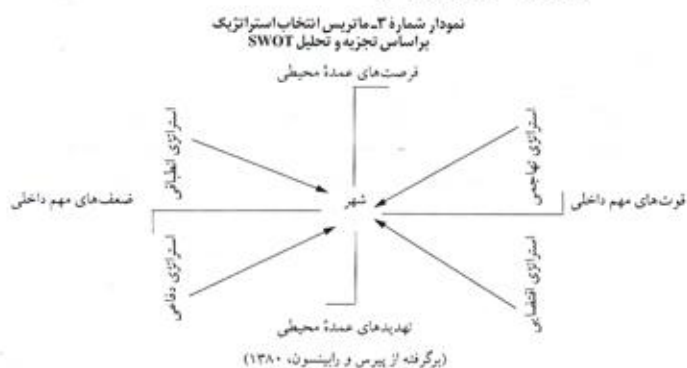 نمودار شمارهٔ ۳ـ ماتریس انتخاب استراتژیک
براساس تجزیه و تحلیل SWOT
فرصت‌های عمدهٔ محیطی
استراتژی تهاجمی
استراتژی انطباقی
قوت‌های مهم داخلی
شهر
ضعف‌های مهم داخلی
استراتژی اقتضایی
استراتژی دفاعی
تهدیدهای عمدهٔ محیطی
(برگرفته از پیرس و رابینسون، ۱۳۸۰)